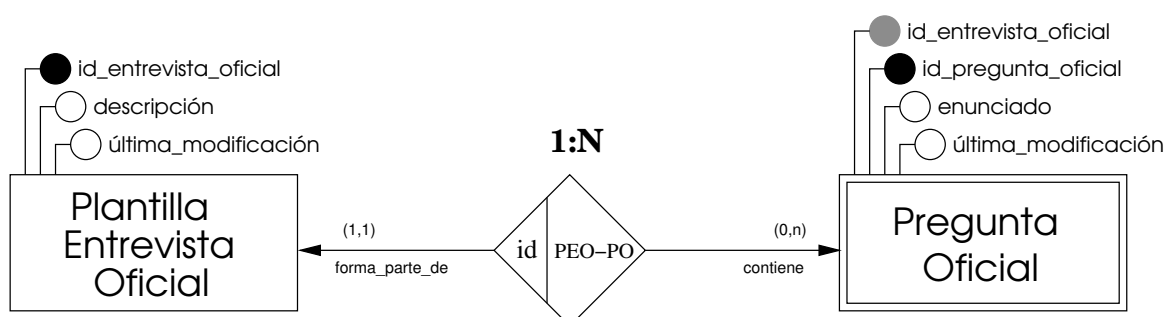 id_entrevista_oficial
descripción
última_modificación
Plantilla
Entrevista
Oficial
(1,1)
forma_parte_de
1:N
id
PEO–PO
(0,n)
contiene
id_entrevista_oficial
id_pregunta_oficial
enunciado
última_modificación
Pregunta
Oficial